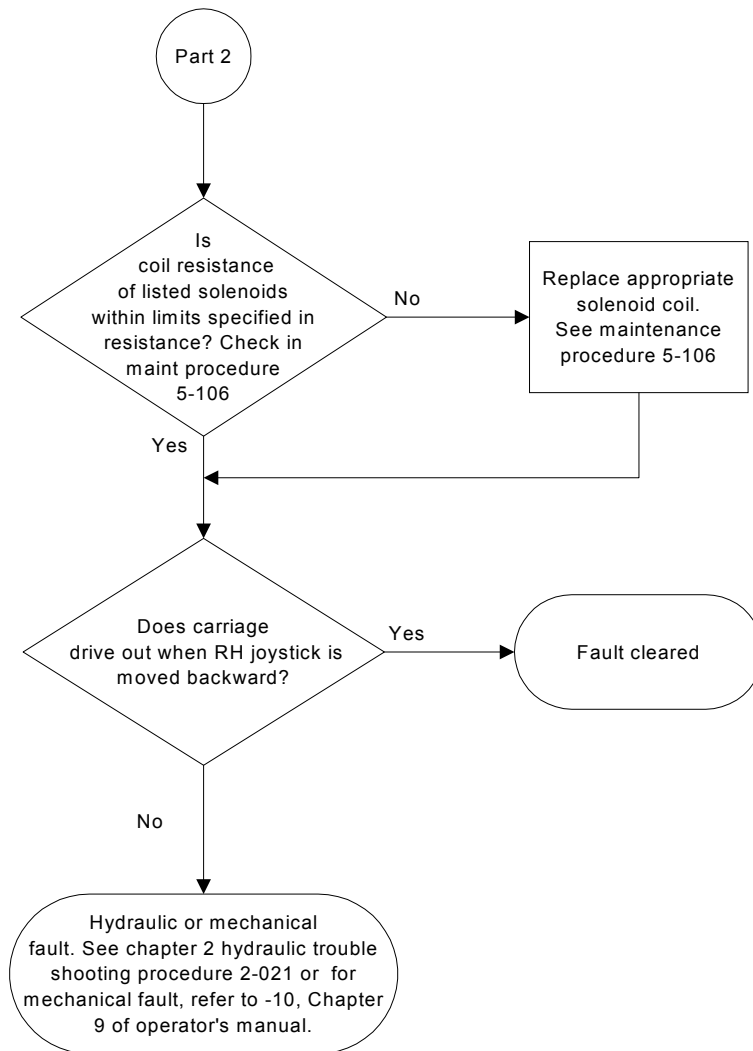 Part 2
Is
coil resistance
of listed solenoids
within limits specified in
resistance? Check in
maint procedure
5-106
No
Replace appropriate
solenoid coil.
See maintenance
procedure 5-106
Yes
Does carriage
drive out when RH joystick is
moved backward?
Yes
Fault cleared
No
Hydraulic or mechanical
fault. See chapter 2 hydraulic trouble
shooting procedure 2-021 or for
mechanical fault, refer to -10, Chapter
9 of operator's manual.